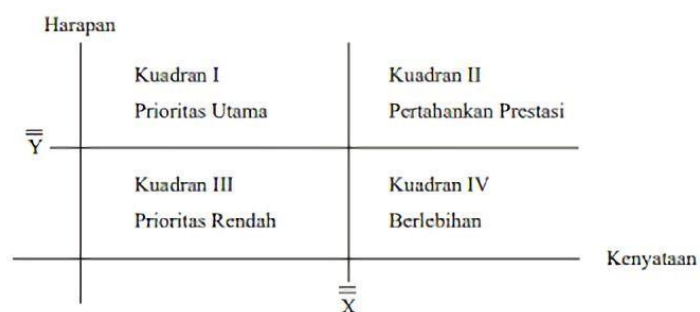 Harapan
Kuadran I
Prioritas Utama
Kuadran II
Pertahankan Prestasi
Y
Kuadran III
Prioritas Rendah
Kuadran IV
Berlebihan
Kenyataan
X